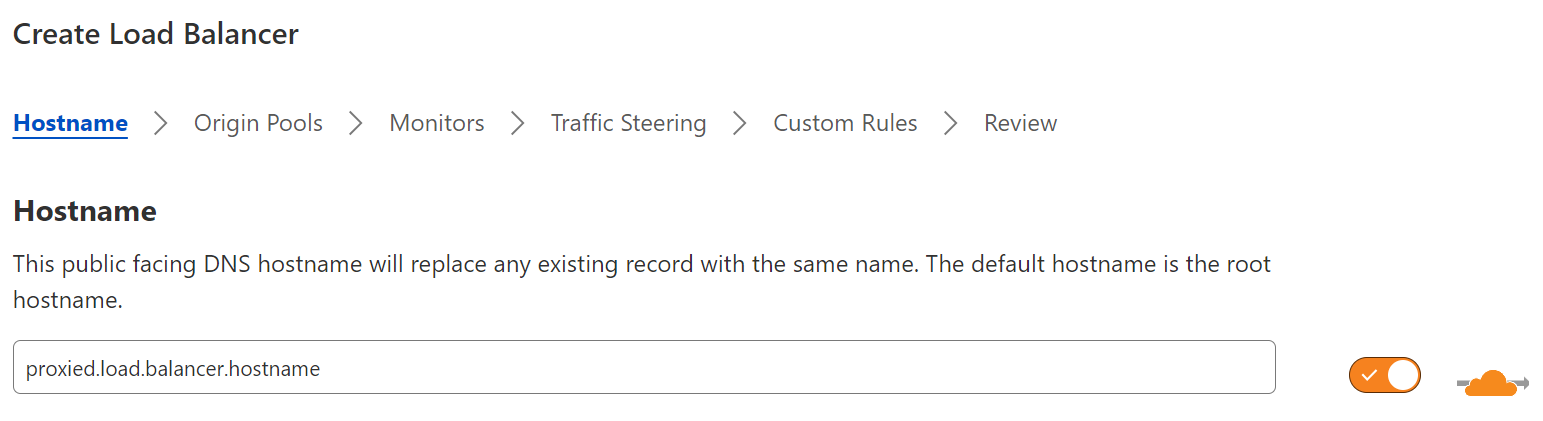 Create Load Balancer
Hostname > Origin Pools > Monitors > Traffic Steering > Custom Rules > Review
Hostname
This public facing DNS hostname will replace any existing record with the same name. The default hostname is the root
hostname.
proxied.load.balancer.hostname